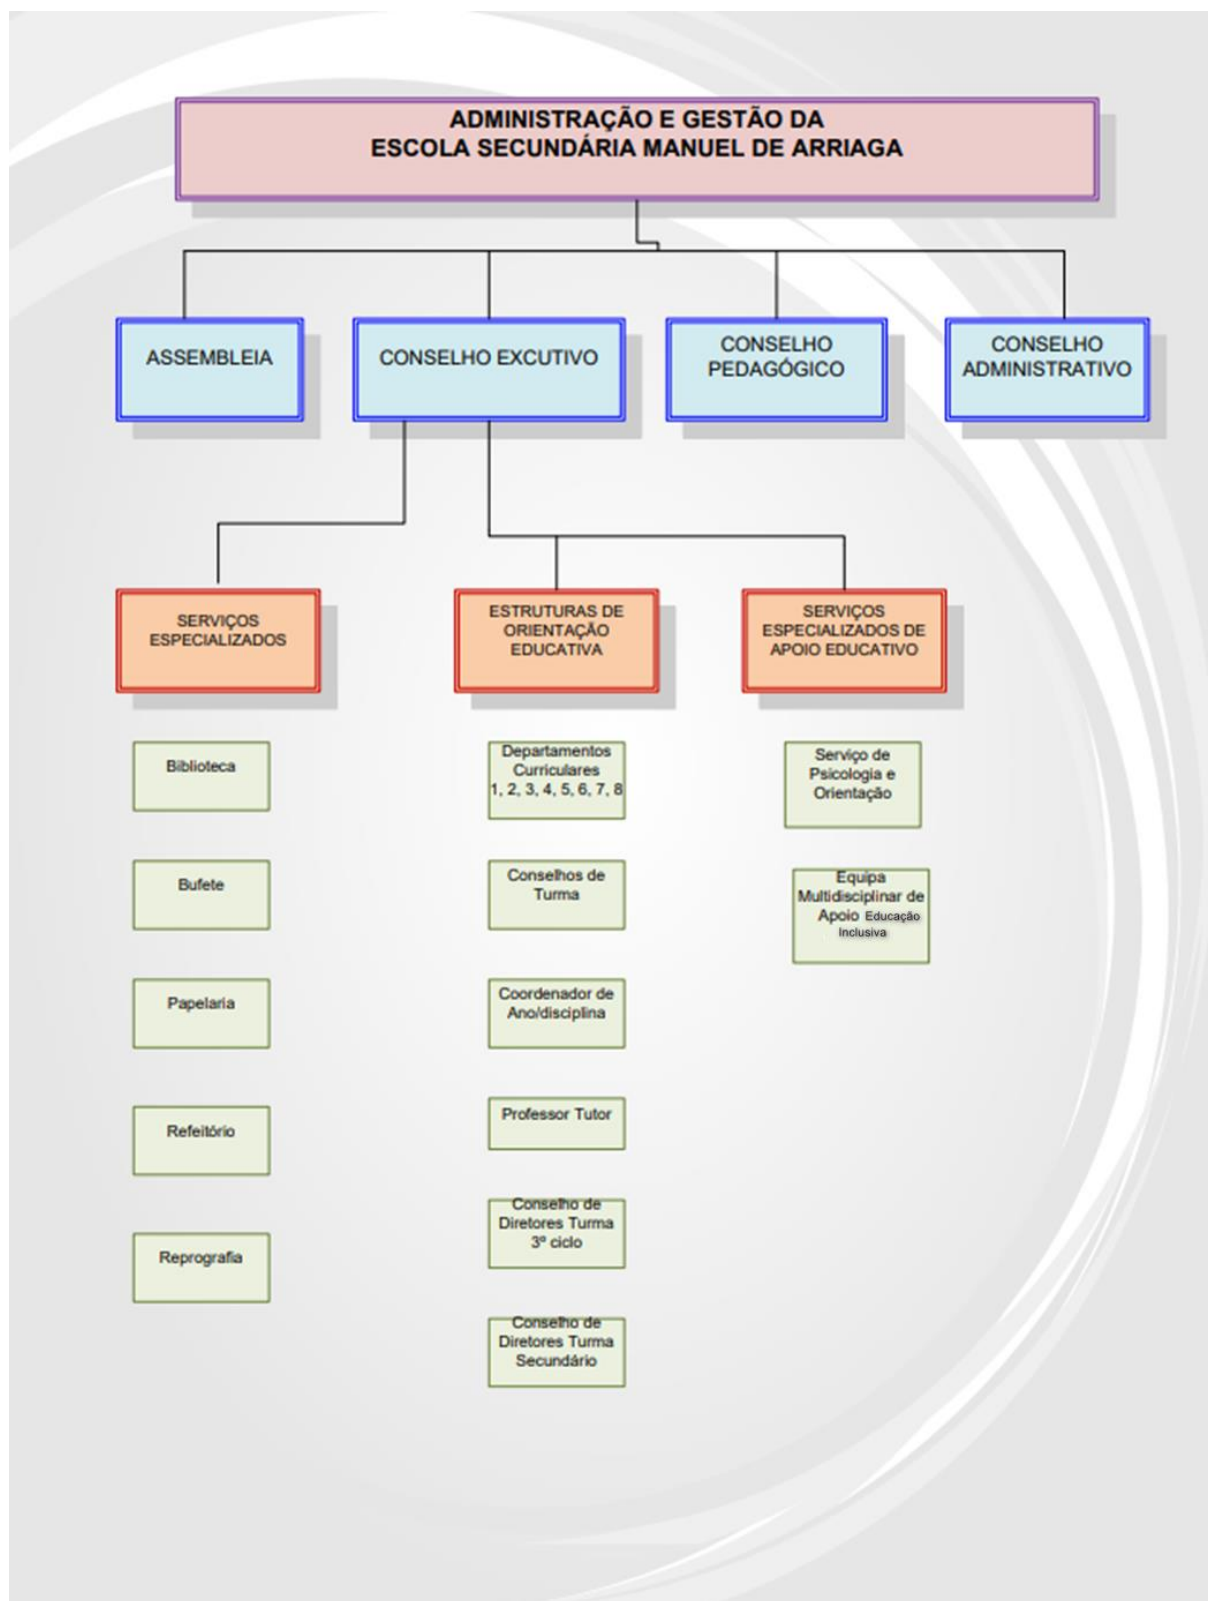 ADMINISTRAÇÃO E GESTÃO DA
ESCOLA SECUNDÁRIA MANUEL DE ARRIAGA
ASSEMBLEIA
CONSELHO EXCUTIVO
CONSELHO
PEDAGÓGICO
CONSELHO
ADMINISTRATIVO
SERVIÇOS
ESPECIALIZADOS
ESTRUTURAS DE
ORIENTAÇÃO
EDUCATIVA
SERVIÇOS
ESPECIALIZADOS DE
APOIO EDUCATIVO
Biblioteca
Bufete
Papelaria
Refeitório
Reprografia
Departamentos
Curriculares
1, 2, 3, 4, 5, 6, 7, 8
Conselhos de
Turma
Coordenador de
Ano/disciplina
Professor Tutor
Conselho de
Diretores Turma
3º ciclo
Conselho de
Diretores Turma
Secundário
Serviço de
Psicologia e
Orientação
Equipa
Multidisciplinar de
Apoio Educação
Inclusiva